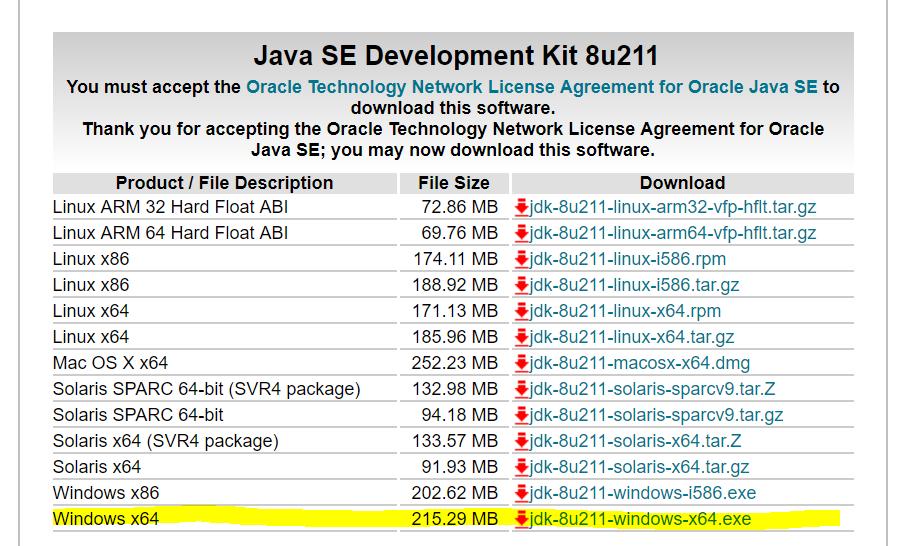 Java SE Development Kit 8u211
You must accept the Oracle Technology Network License Agreement for Oracle Java SE to
download this software.
Thank you for accepting the Oracle Technology Network License Agreement for Oracle
Java SE; you may now download this software.
Product / File Description File Size Download
Linux ARM 32 Hard Float ABI 72.86 MB jdk-8u211-linux-arm32-vfp-hflt.tar.gz
Linux ARM 64 Hard Float ABI 69.76 MB jdk-8u211-linux-arm64-vfp-hflt.tar.gz
Linux x86 174.11 MB jdk-8u211-linux-i586.rpm
Linux x86 188.92 MB jdk-8u211-linux-i586.tar.gz
Linux x64 171.13 MB jdk-8u211-linux-x64.rpm
Linux x64 185.96 MB jdk-8u211-linux-x64.tar.gz
Mac OS X x64 252.23 MB jdk-8u211-macosx-x64.dmg
Solaris SPARC 64-bit (SVR4 package) 132.98 MB jdk-8u211-solaris-sparcv9.tar.Z
Solaris SPARC 64-bit 94.18 MB jdk-8u211-solaris-sparcv9.tar.gz
Solaris x64 (SVR4 package) 133.57 MB jdk-8u211-solaris-x64.tar.Z
Solaris x64 91.93 MB jdk-8u211-solaris-x64.tar.gz
Windows x86 202.62 MB jdk-8u211-windows-i586.exe
Windows x64 215.29 MB jdk-8u211-windows-x64.exe